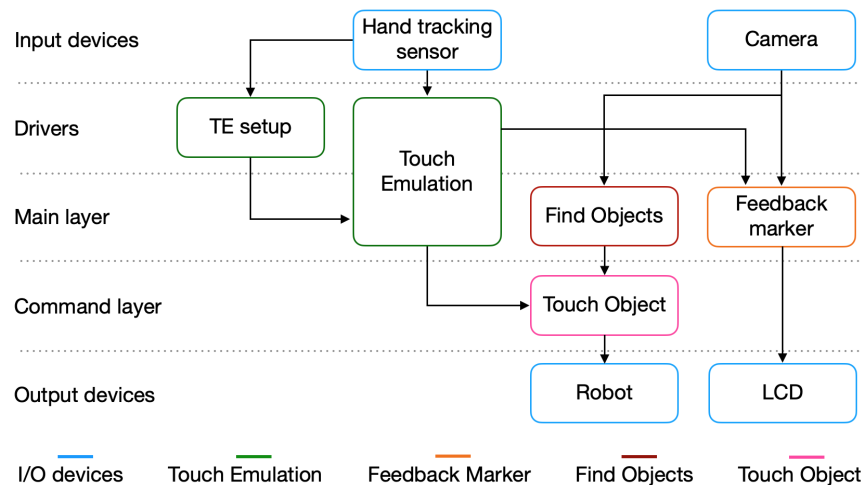 Input devices
Hand tracking
sensor
Camera
Drivers
TE setup
Touch
Emulation
Main layer
Find Objects
Feedback
marker
Command layer
Touch Object
Output devices
Robot
LCD
I/O devices
Touch Emulation
Feedback Marker
Find Objects
Touch Object